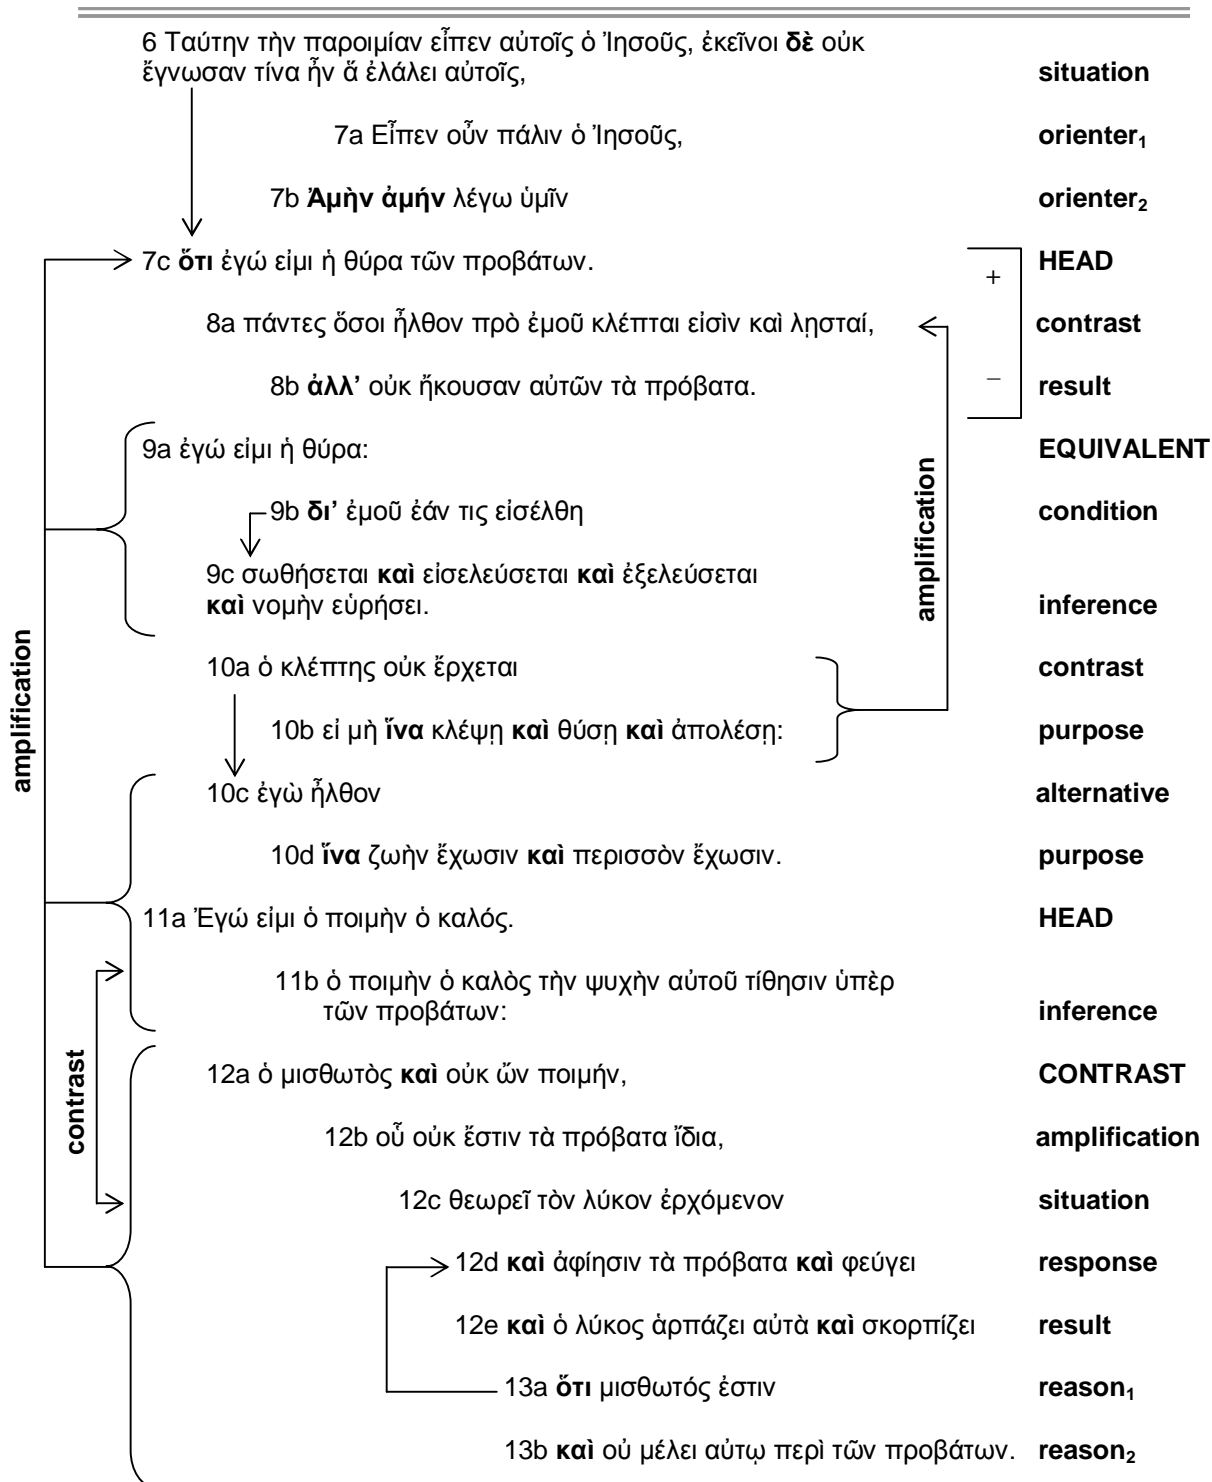 6 Ταύτην τὴν παροιμίαν εἶπεν αὐτοῖς ὁ Ἰησοῦς, ἐκεῖνοι δὲ οὐκ
ἔγνωσαν τίνα ἦν ἅ ἐλάλει αὐτοῖς,
situation
7a Εἶπεν οὖν πάλιν ὁ Ἰησοῦς,
orienter₁
7b Ἀμὴν ἀμήν λέγω ὑμῖν
orienter₂
7c ὅτι ἐγώ εἰμι ἡ θύρα τῶν προβάτων.
HEAD
+
8a πάντες ὅσοι ἦλθον πρὸ ἐμοῦ κλέπται εἰσὶν καὶ λῃσταί,
contrast
8b ἀλλ’ οὐκ ἤκουσαν αὐτῶν τὰ πρόβατα.
–
result
9a ἐγώ εἰμι ἡ θύρα:
EQUIVALENT
9b δι’ ἐμοῦ ἐάν τις εἰσέλθη
condition
9c σωθήσεται καὶ εἰσελεύσεται καὶ ἐξελεύσεται
καὶ νομὴν εὑρήσει.
inference
amplification
10a ὁ κλέπτης οὐκ ἔρχεται
contrast
10b εἰ μὴ ἵνα κλέψῃ καὶ θύσῃ καὶ ἀπολέσῃ:
purpose
amplification
10c ἐγὼ ἦλθον
alternative
10d ἵνα ζωὴν ἔχωσιν καὶ περισσὸν ἔχωσιν.
purpose
11a Ἐγώ εἰμι ὁ ποιμὴν ὁ καλός.
HEAD
11b ὁ ποιμὴν ὁ καλὸς τὴν ψυχὴν αὐτοῦ τίθησιν ὑπὲρ
τῶν προβάτων:
inference
contrast
12a ὁ μισθωτὸς καὶ οὐκ ὤν ποιμήν,
CONTRAST
12b οὗ οὐκ ἔστιν τὰ πρόβατα ἴδια,
amplification
12c θεωρεῖ τὸν λύκον ἐρχόμενον
situation
12d καὶ ἀφίησιν τὰ πρόβατα καὶ φεύγει
response
12e καὶ ὁ λύκος ἁρπάζει αὐτὰ καὶ σκορπίζει
result
13a ὅτι μισθωτός ἐστιν
reason₁
13b καὶ οὐ μέλει αὐτῳ περὶ τῶν προβάτων.
reason₂